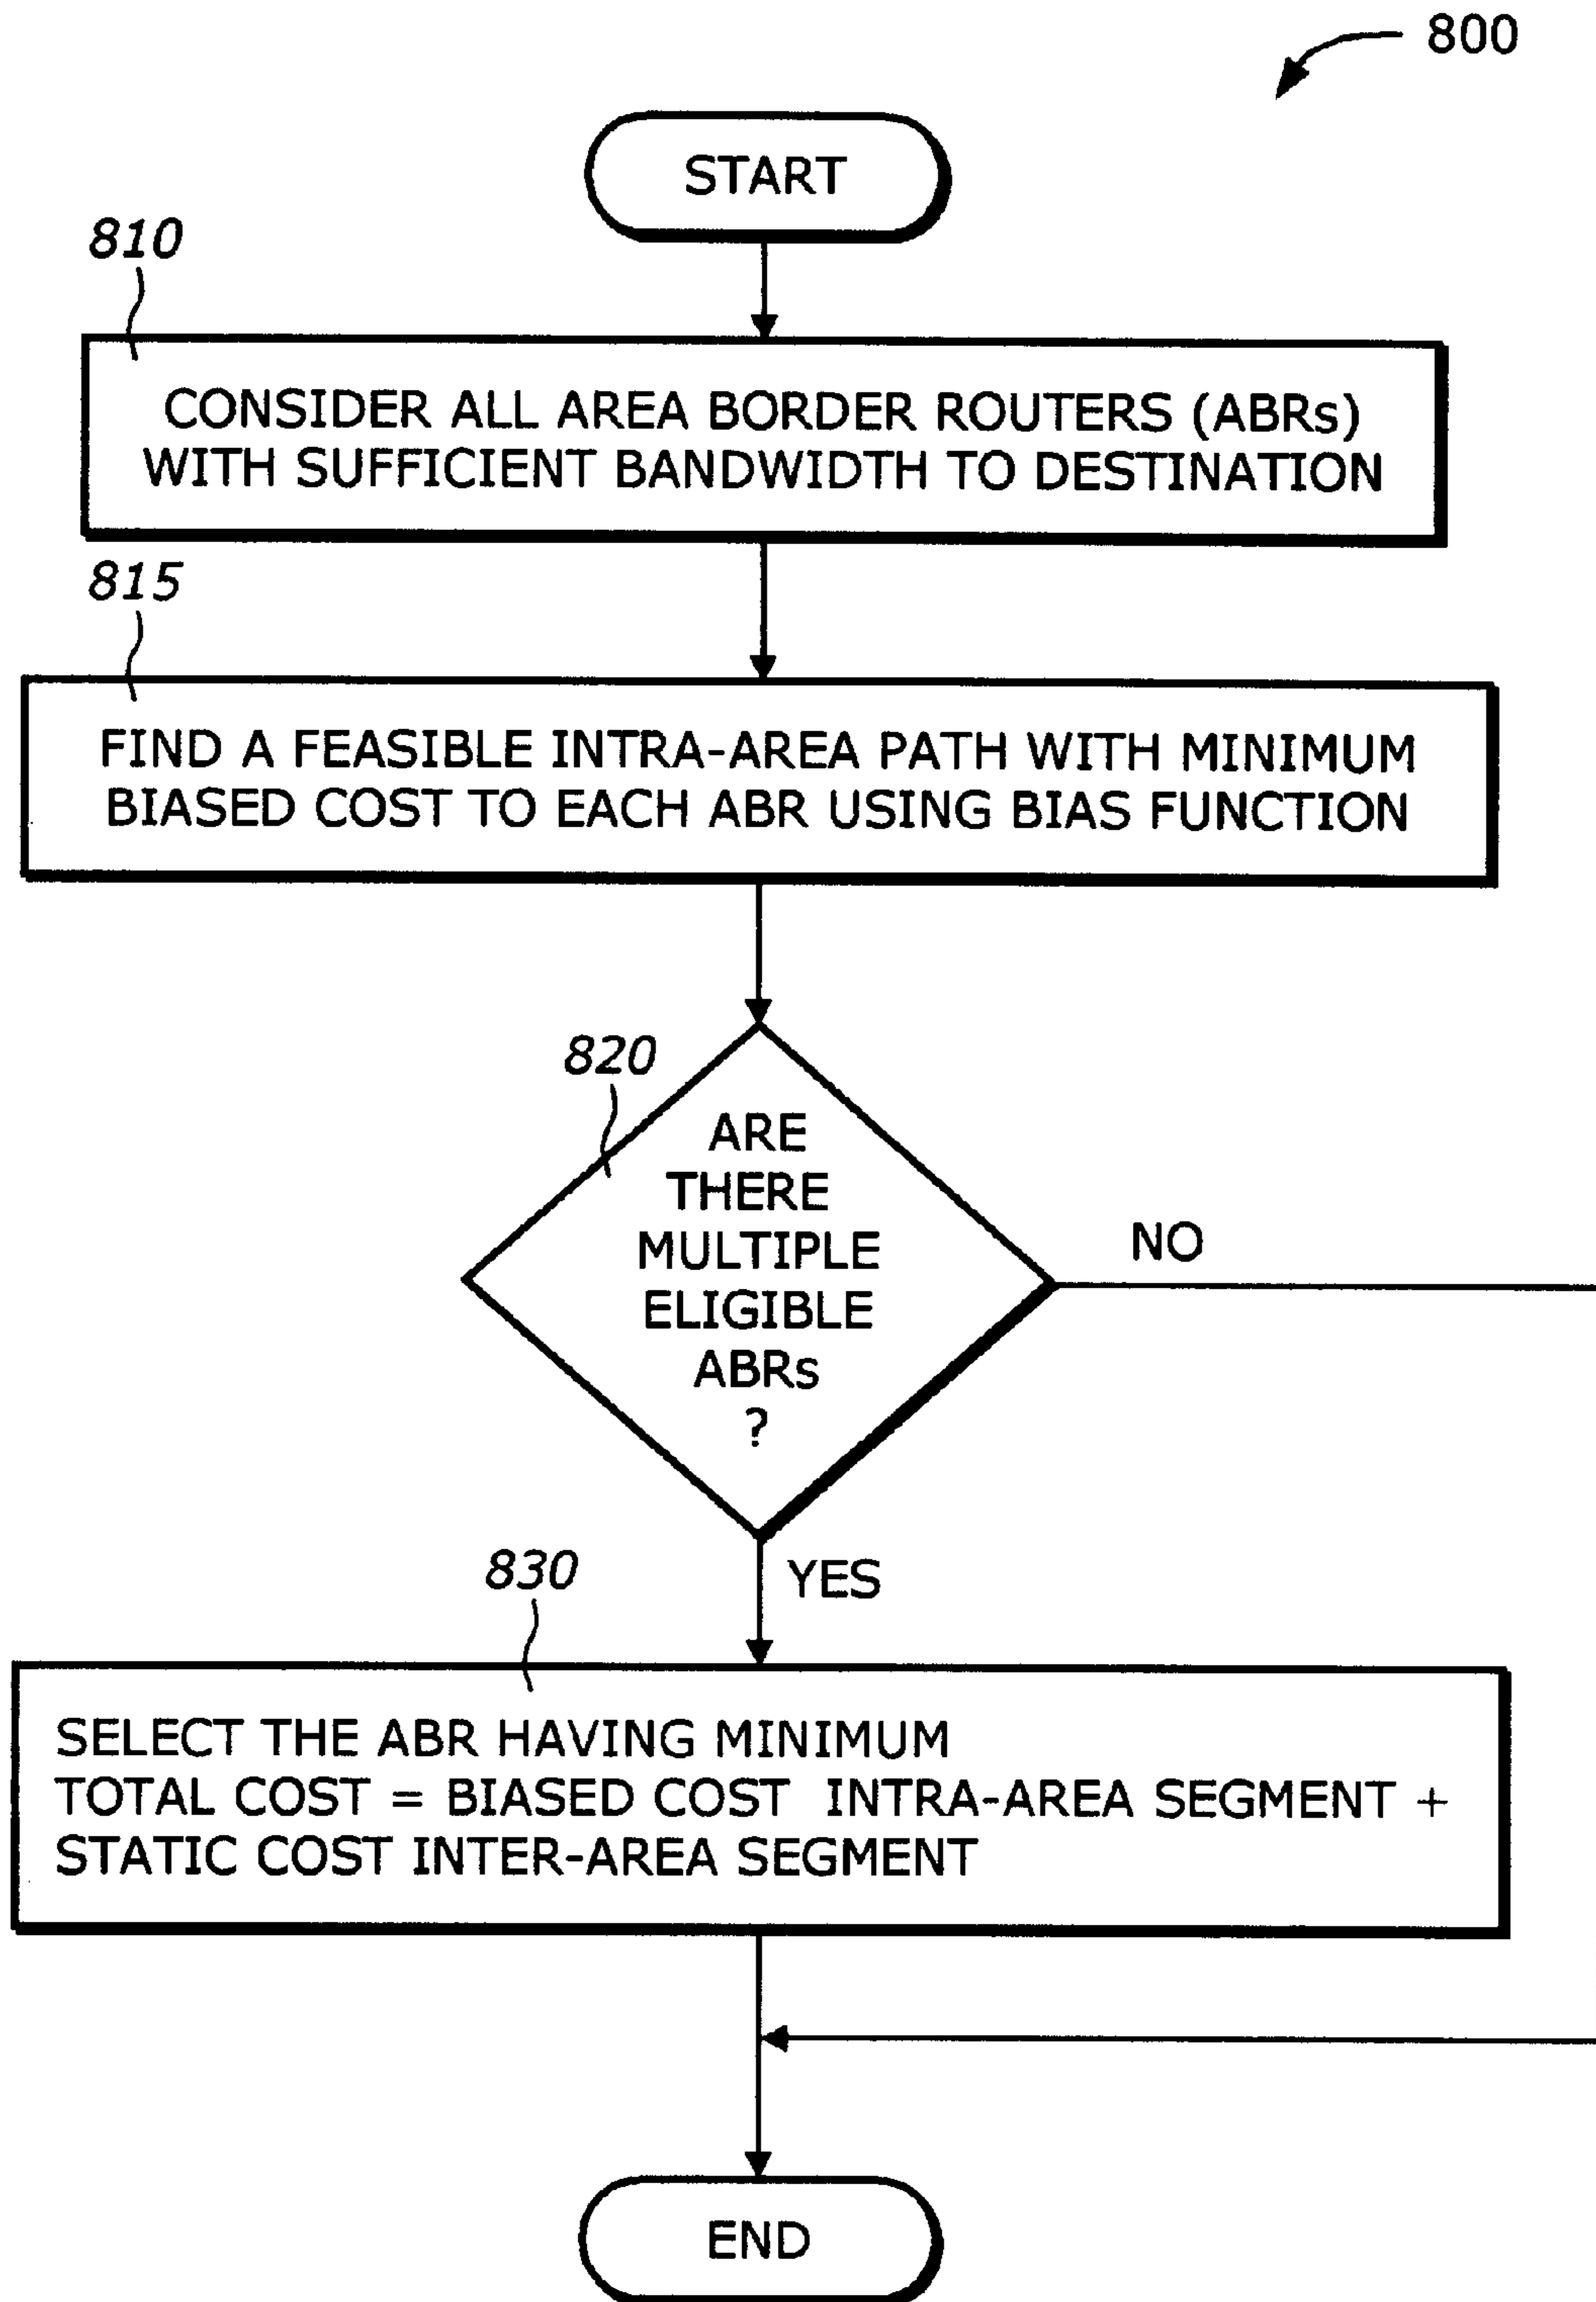 800
START
810
CONSIDER ALL AREA BORDER ROUTERS (ABRs)
WITH SUFFICIENT BANDWIDTH TO DESTINATION
815
FIND A FEASIBLE INTRA-AREA PATH WITH MINIMUM
BIASED COST TO EACH ABR USING BIAS FUNCTION
820
ARE
THERE
MULTIPLE
ELIGIBLE
ABRs
?
NO
YES
830
SELECT THE ABR HAVING MINIMUM
TOTAL COST = BIASED COST INTRA-AREA SEGMENT +
STATIC COST INTER-AREA SEGMENT
END